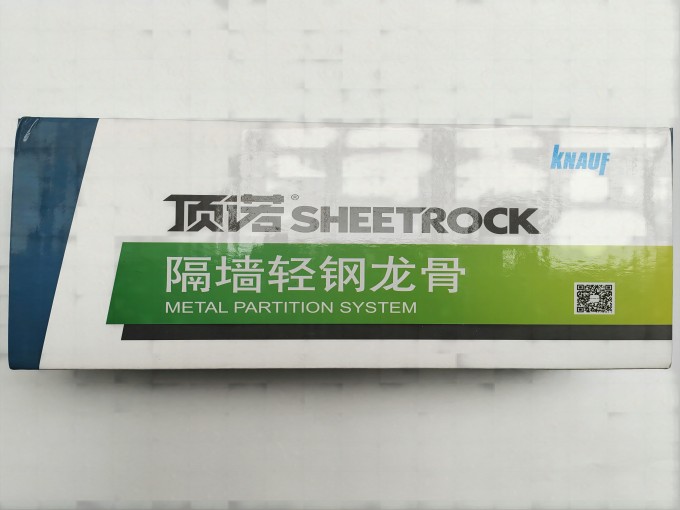 KNAUF
顶诺® SHEETROCK
隔墙轻钢龙骨
METAL PARTITION SYSTEM